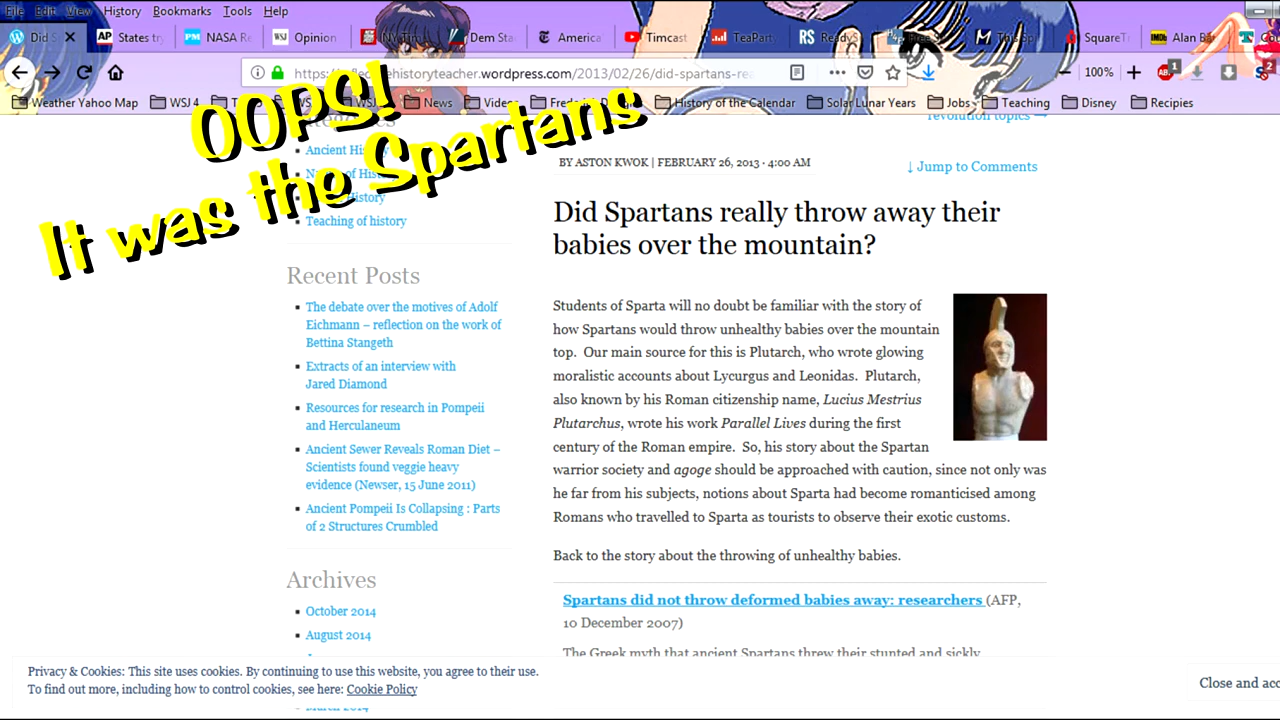 File Edit View History Bookmarks Tools Help
Did S
States try
NASA Re
Opinion
Dem Sta
America'
Timcast
TeaPart
ReadyS
SquareT
Alan Ba
https:// ehistoryteacher.wordpress.com/2013/02/26/did-spartans-re
100%
1
2
Weather Yahoo Map
WSJ 4
News
Videos
History of the Calendar
Solar Lunar Years
Jobs
Teaching
Disney
Recipies
OOPS!
It was the Spartans
Ancient Hi
Teaching of history
Recent Posts
The debate over the motives of Adolf
Eichmann – reflection on the work of
Bettina Stangeth
Extracts of an interview with
Jared Diamond
Resources for research in Pompeii
and Herculaneum
Ancient Sewer Reveals Roman Diet –
Scientists found veggie heavy
evidence (Newser, 15 June 2011)
Ancient Pompeii Is Collapsing : Parts
of 2 Structures Crumbled
Archives
October 2014
August 2014
March 2014
revolution topics →
BY ASTON KWOK | FEBRUARY 26, 2013 · 4:00 AM
↓ Jump to Comments
Did Spartans really throw away their
babies over the mountain?
Students of Sparta will no doubt be familiar with the story of
how Spartans would throw unhealthy babies over the mountain
top. Our main source for this is Plutarch, who wrote glowing
moralistic accounts about Lycurgus and Leonidas. Plutarch,
also known by his Roman citizenship name, Lucius Mestrius
Plutarchus, wrote his work Parallel Lives during the first
century of the Roman empire. So, his story about the Spartan
warrior society and agoge should be approached with caution, since not only was
he far from his subjects, notions about Sparta had become romanticised among
Romans who travelled to Sparta as tourists to observe their exotic customs.
Back to the story about the throwing of unhealthy babies.
Spartans did not throw deformed babies away: researchers (AFP,
10 December 2007)
The Greek myth that ancient Spartans threw their stunted and sickly
Privacy & Cookies: This site uses cookies. By continuing to use this website, you agree to their use.
To find out more, including how to control cookies, see here: Cookie Policy
Close and acc